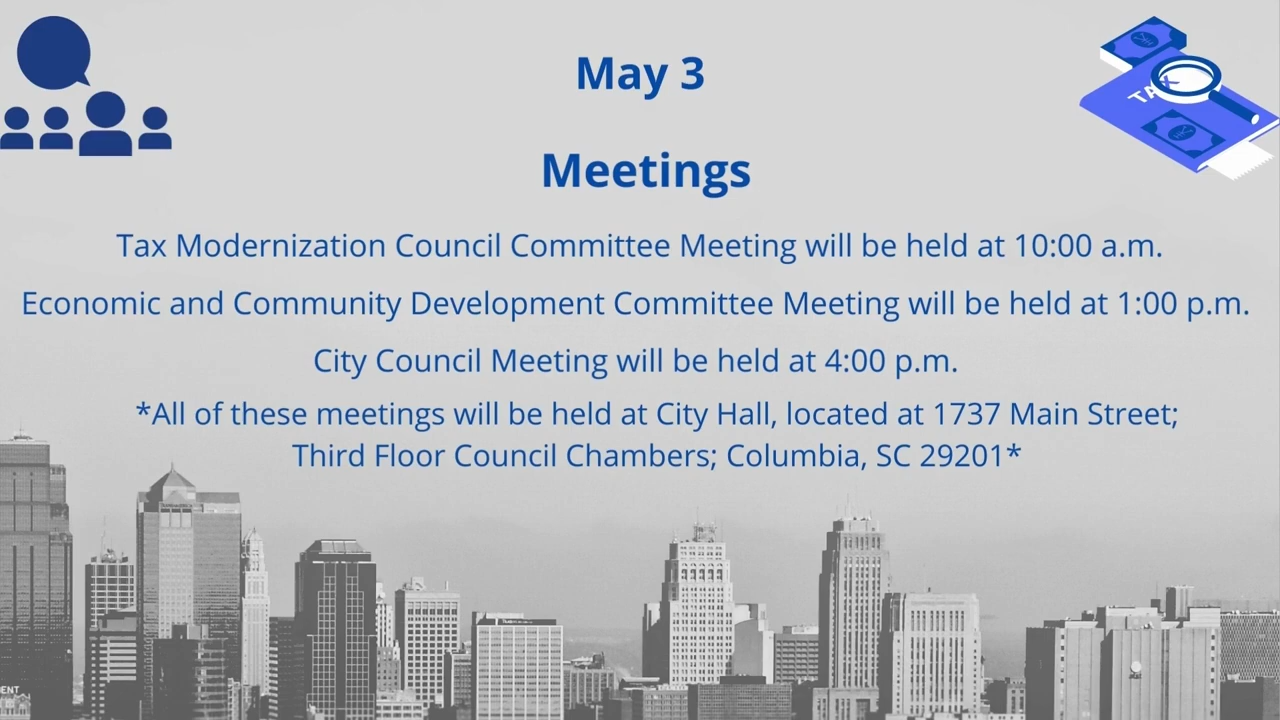 May 3
TAX
Meetings
Tax Modernization Council Committee Meeting will be held at 10:00 a.m.
Economic and Community Development Committee Meeting will be held at 1:00 p.m.
City Council Meeting will be held at 4:00 p.m.
*All of these meetings will be held at City Hall, located at 1737 Main Street;
Third Floor Council Chambers; Columbia, SC 29201*
ENT